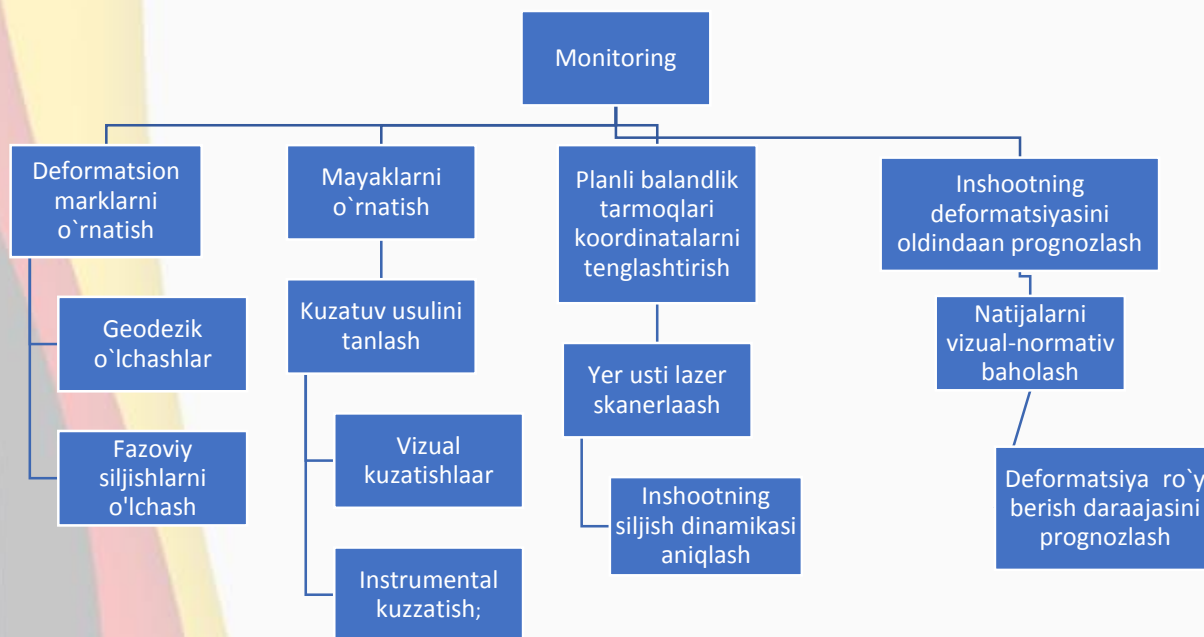 Monitoring
Deformatsion
marklarni
o`rnatish
Geodezik
o`lchashlar
Fazoviy
siljishlarni
o'lchash
Mayaklarni
o`rnatish
Kuzatuv usulini
tanlash
Vizual
kuzatishlaar
Instrumental
kuzzatish;
Planli balandlik
tarmoqlari
koordinatalarni
tenglashtirish
Yer usti lazer
skanerlaash
Inshootning
siljish dinamikasi
aniqlash
Inshootning
deformatsiyasini
oldindaan prognozlash
Natijalarni
vizual-normativ
baholash
Deformatsiya ro`y
berish daraajasini
prognozlash